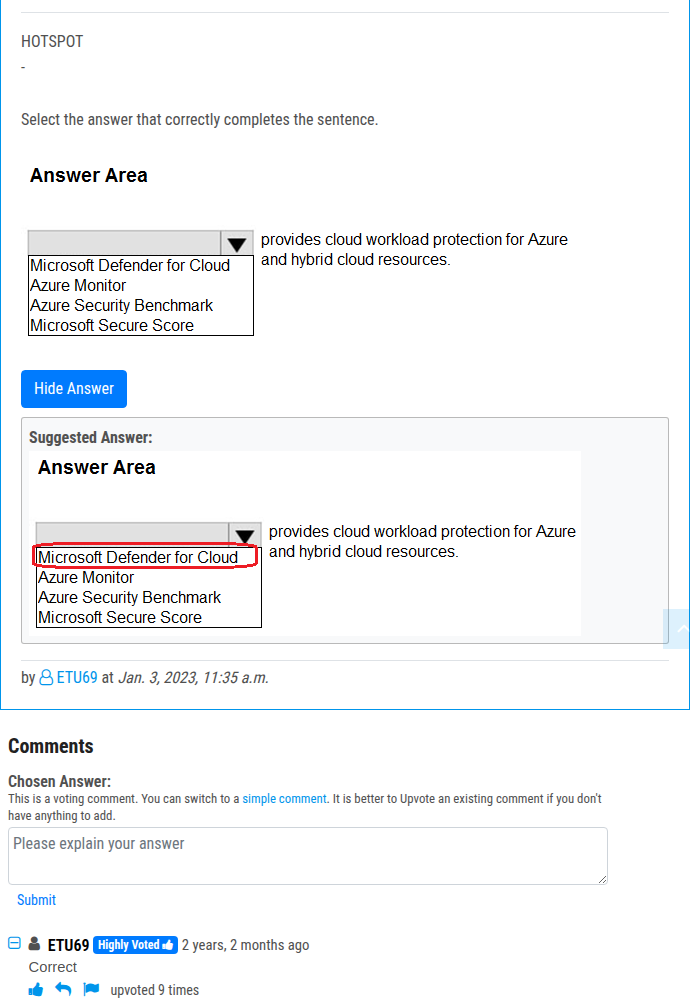 HOTSPOT
-
Select the answer that correctly completes the sentence.
Answer Area
provides cloud workload protection for Azure
and hybrid cloud resources.
Microsoft Defender for Cloud
Azure Monitor
Azure Security Benchmark
Microsoft Secure Score
Hide Answer
Suggested Answer:
Answer Area
provides cloud workload protection for Azure
and hybrid cloud resources.
Microsoft Defender for Cloud
Azure Monitor
Azure Security Benchmark
Microsoft Secure Score
by ETU69 at Jan. 3, 2023, 11:35 a.m.
Comments
Chosen Answer:
This is a voting comment. You can switch to a simple comment. It is better to Upvote an existing comment if you don't
have anything to add.
Please explain your answer
Submit
ETU69 Highly Voted 2 years, 2 months ago
Correct
upvoted 9 times